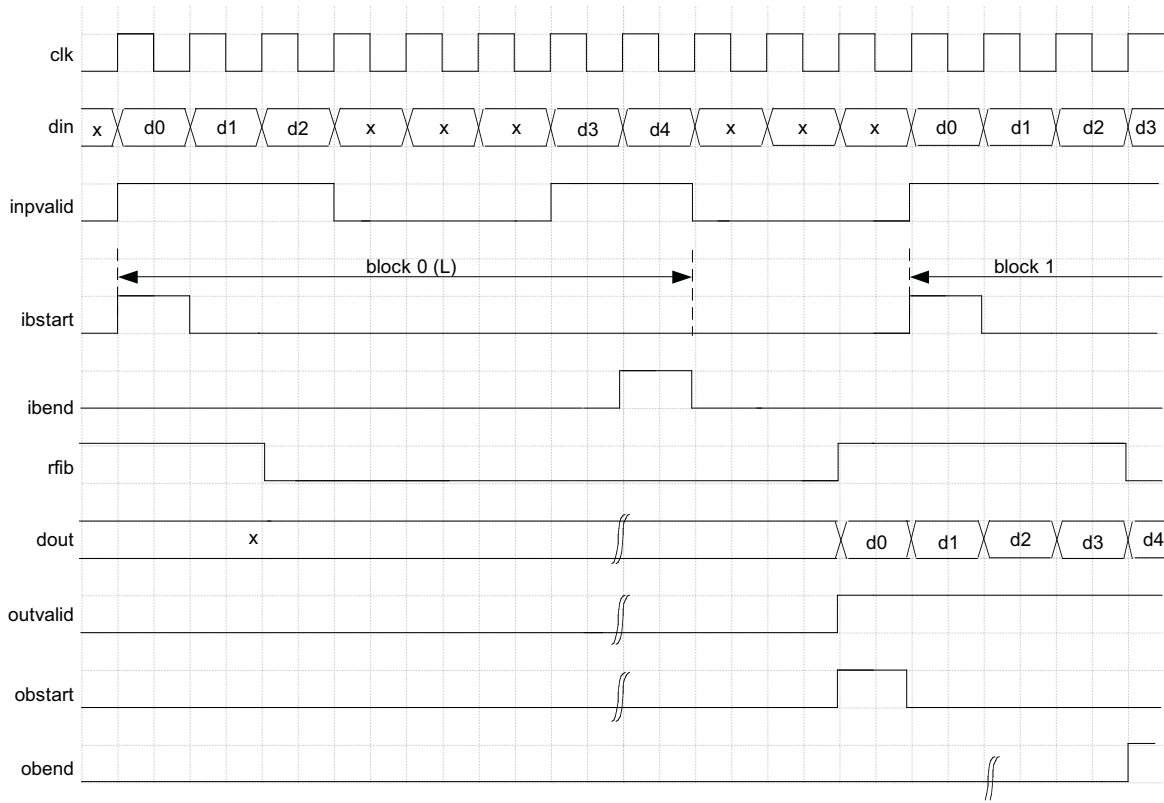 clk
din x d0 d1 d2 x x x d3 d4 x x x d0 d1 d2 d3
inpvalid
block 0 (L) block 1
ibstart
ibend
rfib
dout x d0 d1 d2 d3 d4
outvalid
obstart
obend